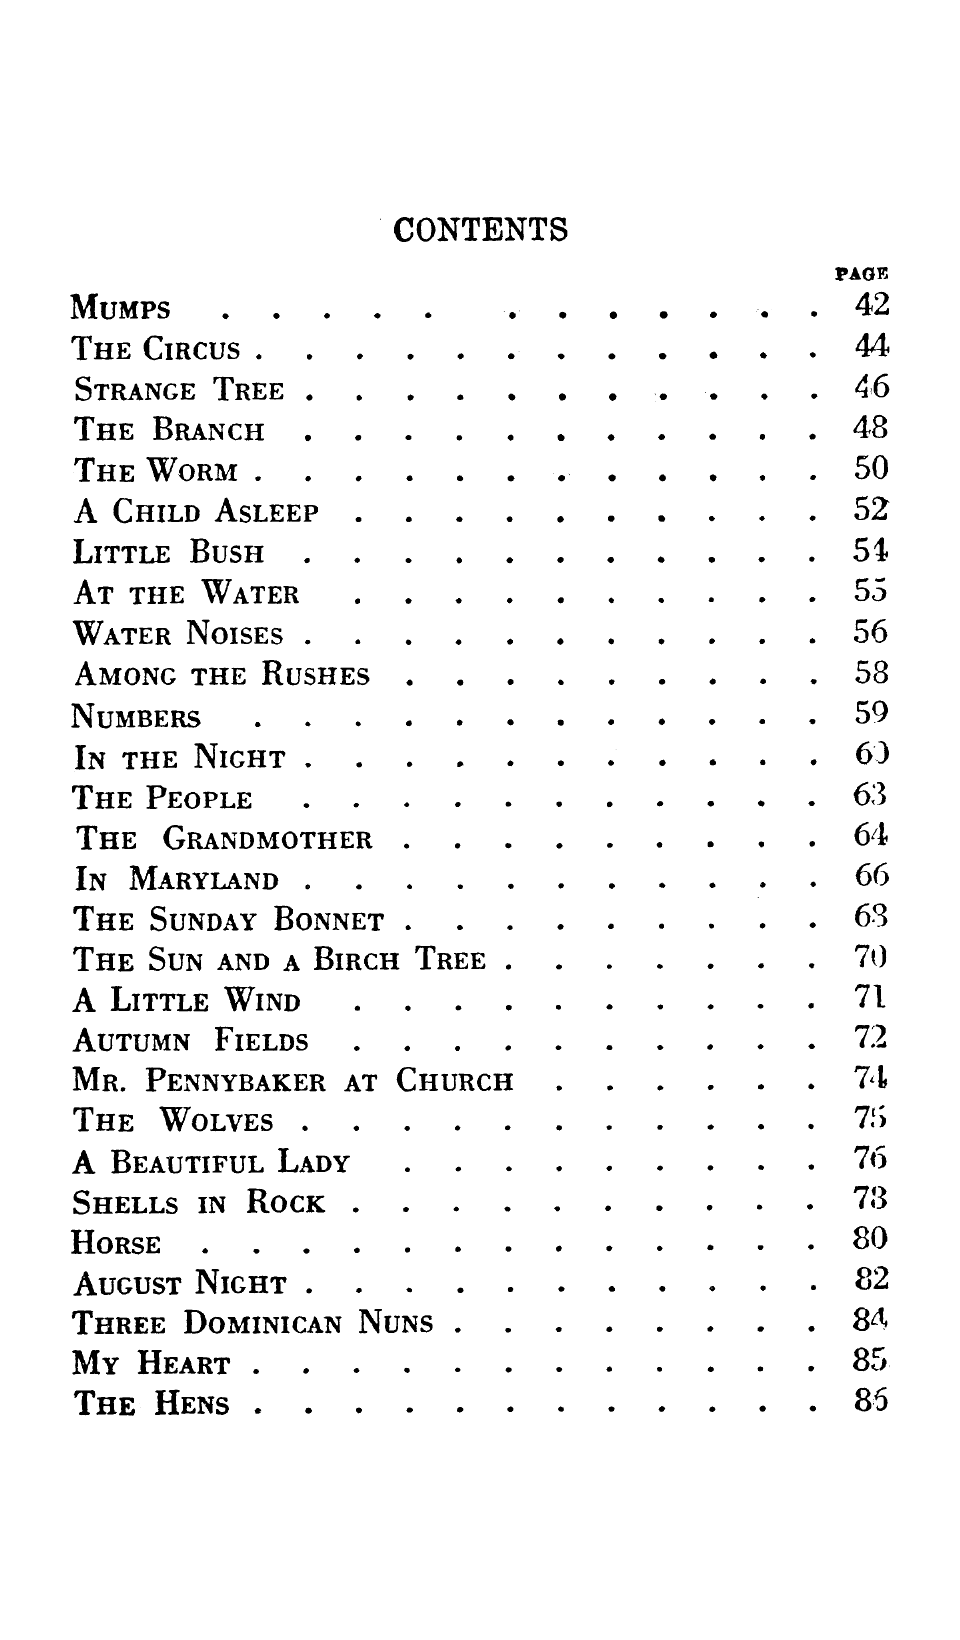 CONTENTS
PAGE
MUMPS . . . . . . . . . . . . 42
THE CIRCUS . . . . . . . . . . . . 44
STRANGE TREE . . . . . . . . . . . 46
THE BRANCH . . . . . . . . . . . 48
THE WORM . . . . . . . . . . . . 50
A CHILD ASLEEP . . . . . . . . . . 52
LITTLE BUSH . . . . . . . . . . . 54
AT THE WATER . . . . . . . . . . 55
WATER NOISES . . . . . . . . . . . 56
AMONG THE RUSHES . . . . . . . . . 58
NUMBERS . . . . . . . . . . . . 59
IN THE NIGHT . . . . . . . . . . . 60
THE PEOPLE . . . . . . . . . . . 63
THE GRANDMOTHER . . . . . . . . . 64
IN MARYLAND . . . . . . . . . . . 66
THE SUNDAY BONNET . . . . . . . . . 68
THE SUN AND A BIRCH TREE . . . . . . . 70
A LITTLE WIND . . . . . . . . . . 71
AUTUMN FIELDS . . . . . . . . . . 72
MR. PENNYBAKER AT CHURCH . . . . . . 74
THE WOLVES . . . . . . . . . . . 75
A BEAUTIFUL LADY . . . . . . . . . 76
SHELLS IN ROCK . . . . . . . . . . 78
HORSE . . . . . . . . . . . . . 80
AUGUST NIGHT . . . . . . . . . . . 82
THREE DOMINICAN NUNS . . . . . . . . 84
MY HEART . . . . . . . . . . . . 85
THE HENS . . . . . . . . . . . . 86